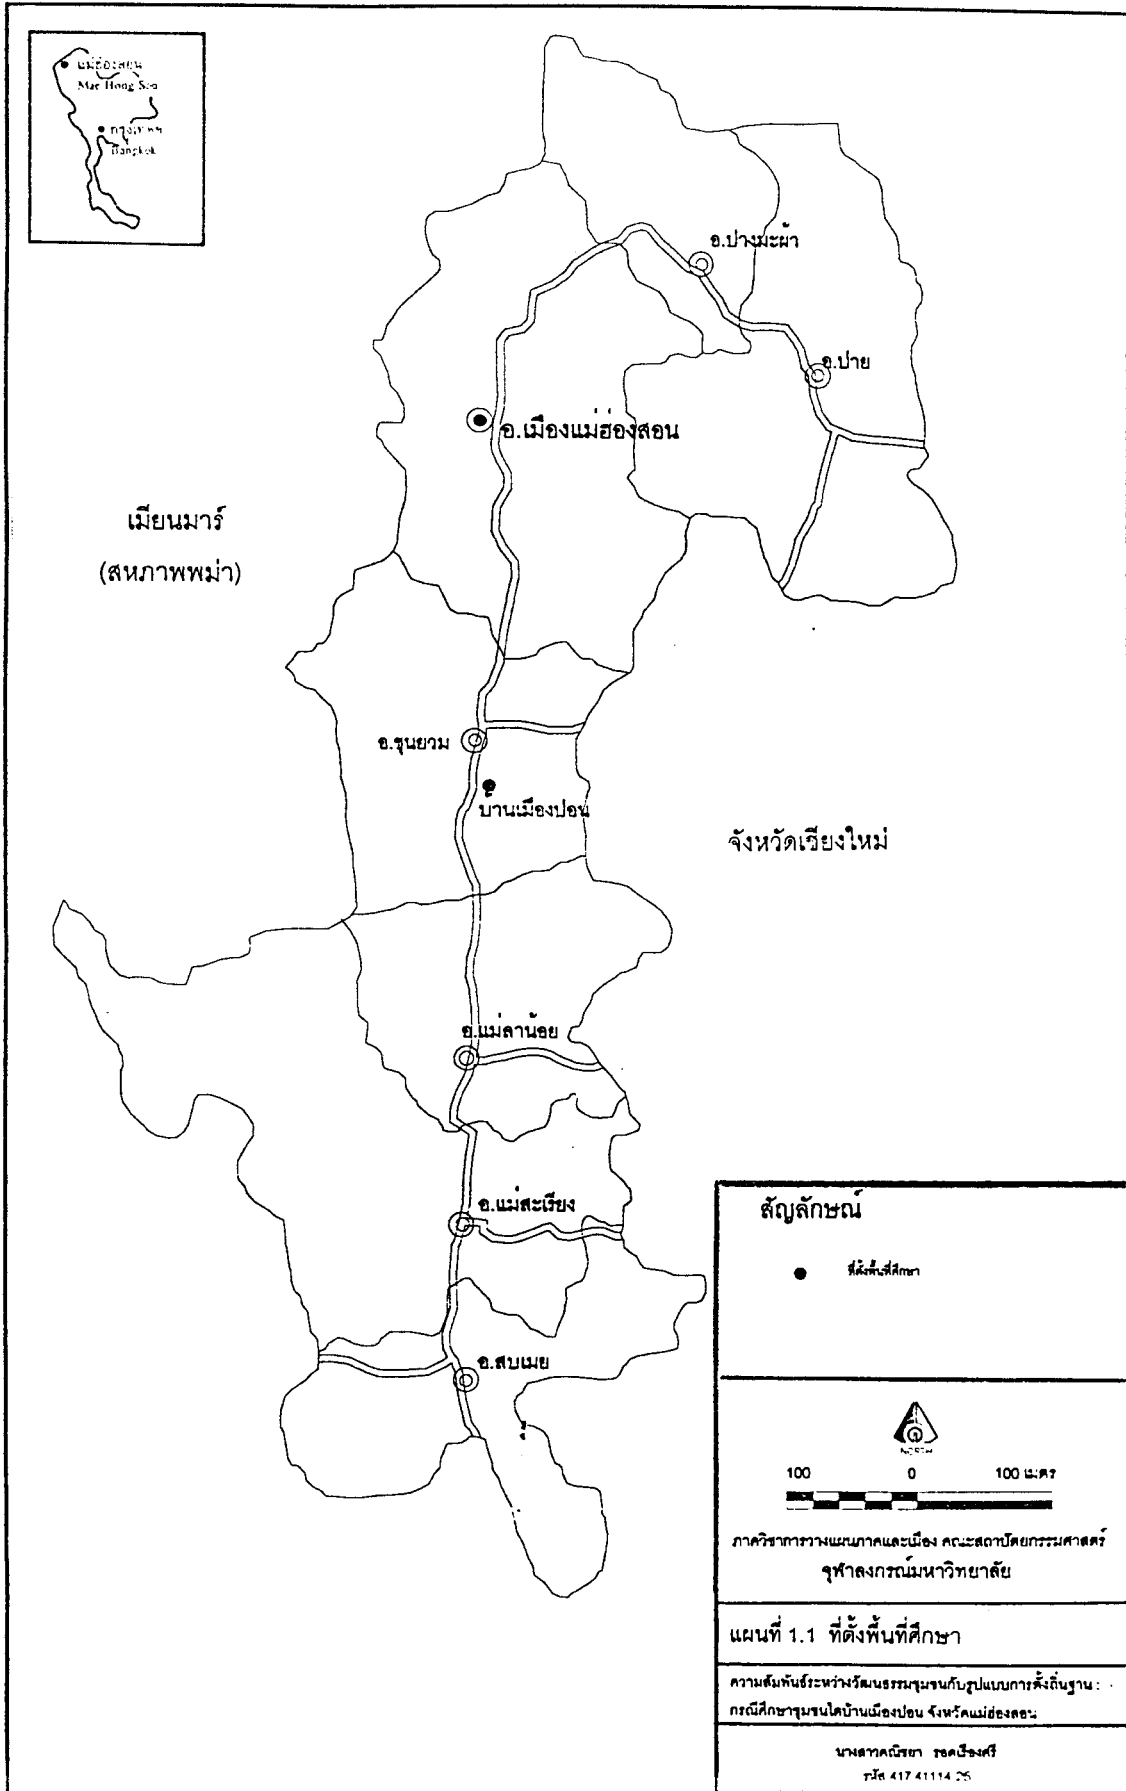 แม่ฮ่องสอน
Mae Hong Son
กรุงเทพฯ
Bangkok
อ.ปางมะผ้า
อ.ปาย
อ.เมืองแม่ฮ่องสอน
เมียนมาร์
(สหภาพพม่า)
อ.ขุนยวม
บ้านเมืองปอน
จังหวัดเชียงใหม่
อ.แม่ลาน้อย
อ.แม่สะเรียง
อ.สบเมย
สัญลักษณ์
ที่ตั้งพื้นที่ศึกษา
NORTH
100 0 100 เมตร
ภาควิชาการวางแผนภาคและเมือง คณะสถาปัตยกรรมศาสตร์
จุฬาลงกรณ์มหาวิทยาลัย
แผนที่ 1.1 ที่ตั้งพื้นที่ศึกษา
ความสัมพันธ์ระหว่างวัฒนธรรมชุมชนกับรูปแบบการตั้งถิ่นฐาน :
กรณีศึกษาชุมชนไตบ้านเมืองปอน จังหวัดแม่ฮ่องสอน
นางสาวคณิรยา รอดเรืองศรี
รหัส 417 41114 25